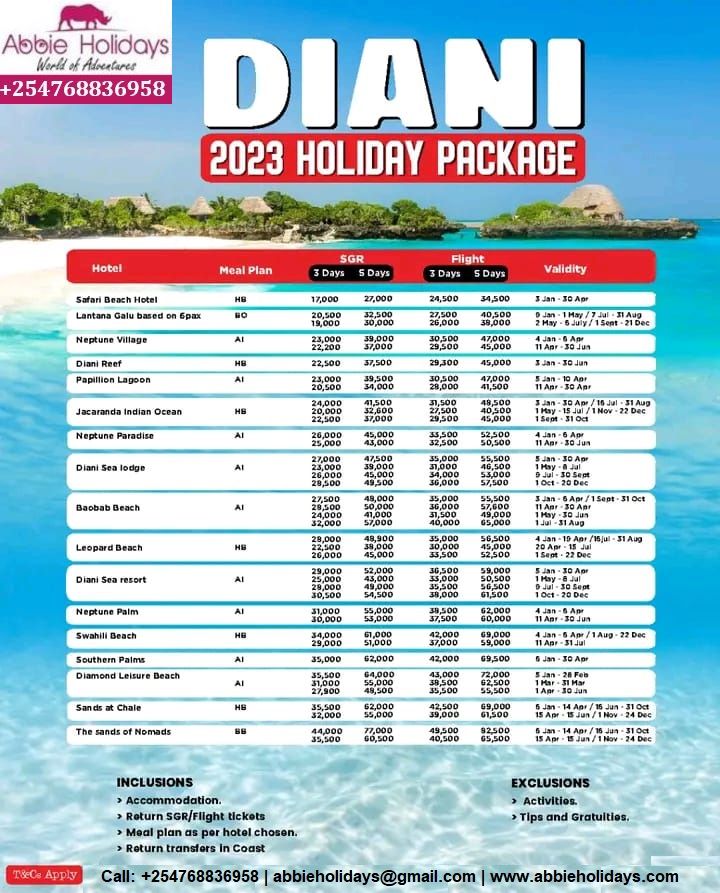 Abbie Holidays
World of Adventures
+254768836958
DIANI
2023 HOLIDAY PACKAGE
Hotel Meal Plan SGR Flight Validity
3 Days 5 Days 3 Days 5 Days
Safari Beach Hotel HB 17,000 27,000 24,500 34,500 3 Jan - 30 Apr
Lantana Galu based on 6pax BO 20,500 32,500 27,500 40,500 9 Jan - 1 May / 7 Jul - 31 Aug
19,000 30,000 26,000 38,000 2 May - 6 July / 1 Sept - 21 Dec
Neptune Village AI 23,000 39,000 30,500 47,000 4 Jan - 6 Apr
22,200 37,000 29,500 45,000 11 Apr - 30 Jun
Diani Reef HB 22,500 37,500 29,300 45,000 3 Jan - 30 Jun
Papillion Lagoon AI 23,000 39,500 30,500 47,000 5 Jan - 10 Apr
20,500 34,000 28,000 41,500 11 Apr - 30 Apr
Jacaranda Indian Ocean HB 24,000 41,500 31,500 48,500 3 Jan - 30 Apr / 16 Jul - 31 Aug
20,000 32,600 27,500 40,500 1 May - 15 Jul / 1 Nov - 22 Dec
22,500 37,000 29,500 45,000 1 Sept - 31 Oct
Neptune Paradise AI 26,000 45,000 33,500 52,500 4 Jan - 6 Apr
25,000 43,000 32,500 50,500 11 Apr - 30 Jun
Diani Sea lodge AI 27,000 47,500 35,000 55,500 5 Jan - 30 Apr
23,000 39,000 31,000 46,500 1 May - 8 Jul
26,000 45,000 34,000 53,000 9 Jul - 30 Sept
28,500 49,500 36,000 57,500 1 Oct - 20 Dec
Baobab Beach AI 27,500 48,000 35,000 55,500 3 Jan - 6 Apr / 1 Sept - 31 Oct
28,500 50,000 36,000 57,600 11 Apr - 30 Apr
24,000 41,000 31,500 49,000 1 May - 30 Jun
32,000 57,000 40,000 65,000 1 Jul - 31 Aug
Leopard Beach HB 28,000 48,900 35,000 56,500 4 Jan - 19 Apr /16jul - 31 Aug
22,500 38,000 30,000 45,000 20 Apr - 15 Jul
26,000 45,000 33,500 52,500 1 Sept - 22 Dec
Diani Sea resort AI 29,000 52,000 36,500 59,000 5 Jan - 30 Apr
25,000 43,000 33,000 50,500 1 May - 8 Jul
28,000 49,000 35,500 56,500 9 Jul - 30 Sept
30,500 54,500 38,000 61,500 1 Oct - 20 Dec
Neptune Palm AI 31,000 55,000 38,500 62,000 4 Jan - 6 Apr
30,000 53,000 37,500 60,000 11 Apr - 30 Jun
Swahili Beach HB 34,000 61,000 42,000 69,000 4 Jan - 6 Apr / 1 Aug - 22 Dec
29,000 51,000 37,000 59,000 11 Apr - 31 Jul
Southern Palms AI 35,000 62,000 42,000 69,500 6 Jan - 30 Apr
Diamond Leisure Beach AI 35,500 64,000 43,000 72,000 5 Jan - 28 Feb
31,000 55,000 38,500 62,500 1 Mar - 31 Mar
27,900 48,500 35,500 55,500 1 Apr - 30 Jun
Sands at Chale HB 35,500 62,000 42,500 69,000 6 Jan - 14 Apr / 16 Jun - 31 Oct
32,000 55,000 39,000 61,500 15 Apr - 15 Jun / 1 Nov - 24 Dec
The sands of Nomads BB 44,000 77,000 49,500 82,500 6 Jan - 14 Apr / 16 Jun - 31 Oct
35,500 60,500 40,500 65,500 15 Apr - 15 Jun / 1 Nov - 24 Dec
INCLUSIONS
> Accommodation.
> Return SGR/Flight tickets
> Meal plan as per hotel chosen.
> Return transfers in Coast
EXCLUSIONS
> Activities.
>Tips and Gratuities.
T&Cs Apply
Call: +254768836958 | abbieholidays@gmail.com | www.abbieholidays.com